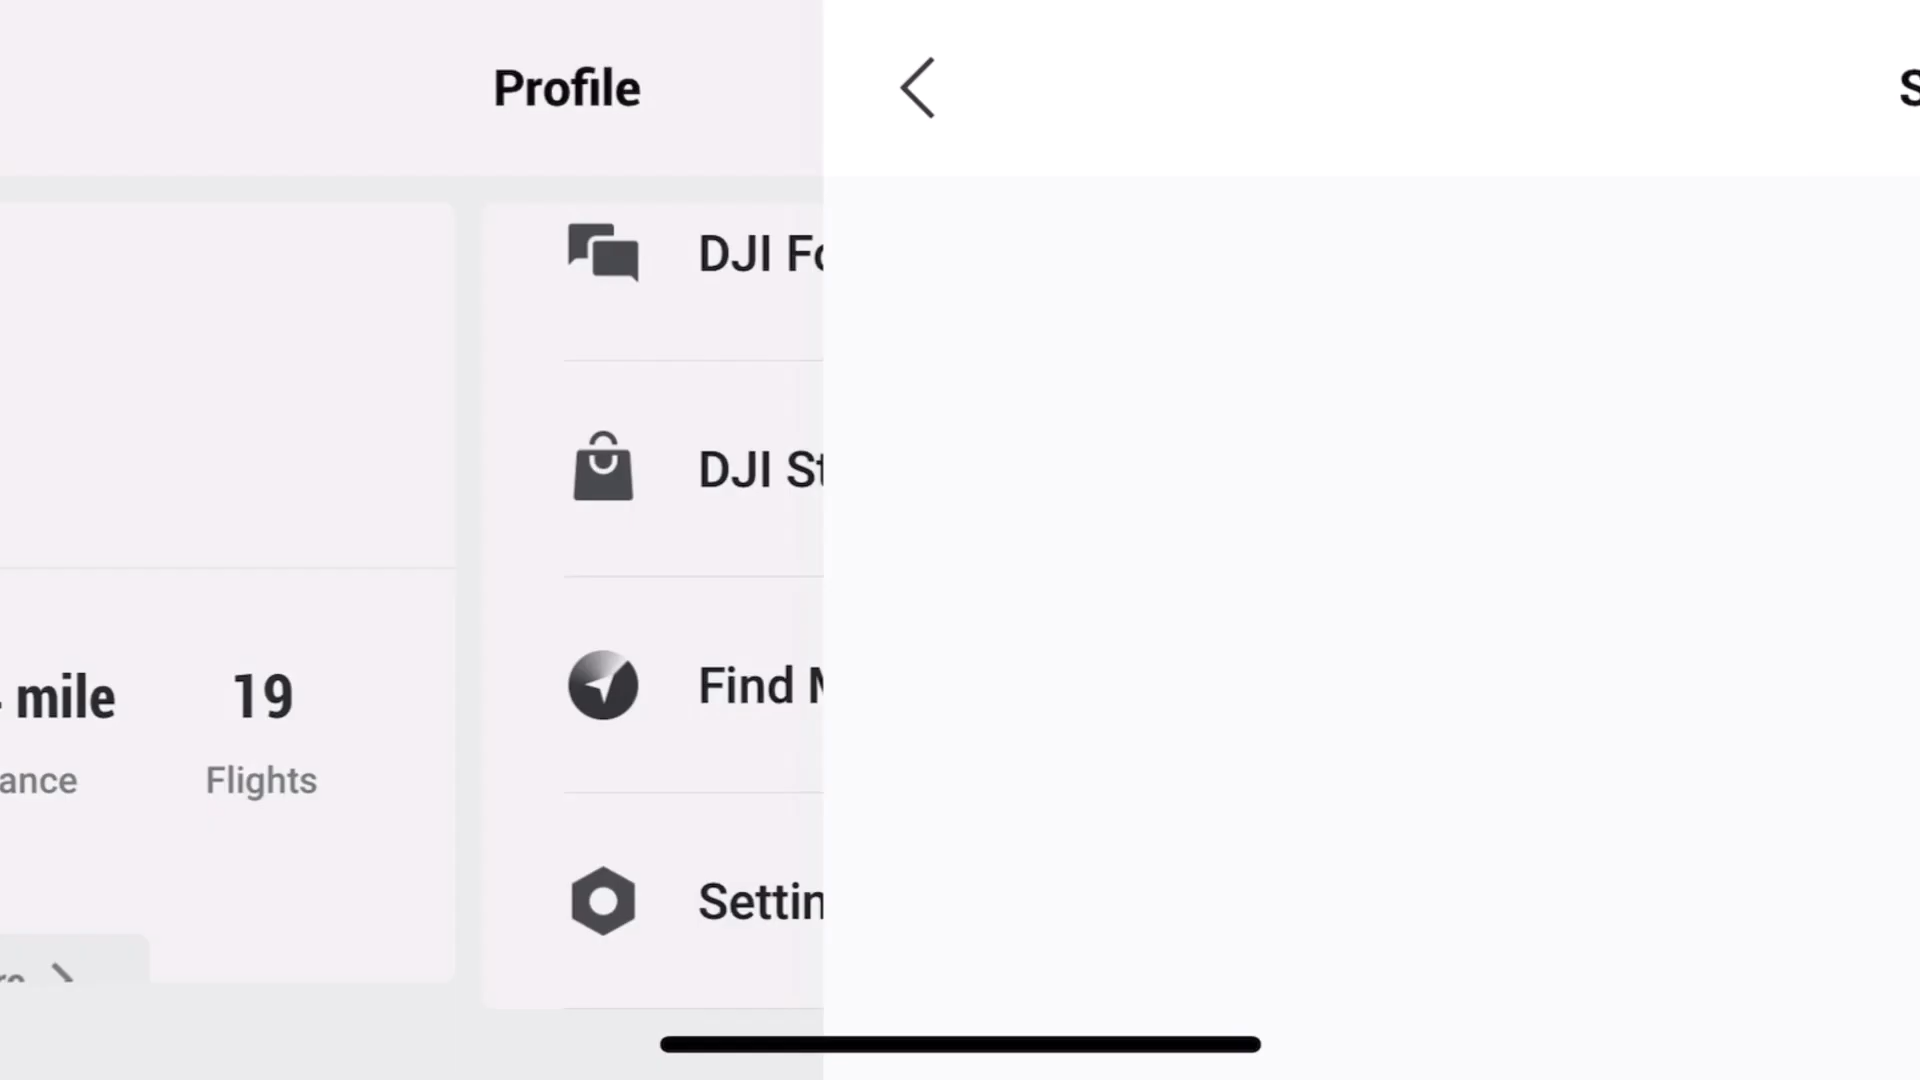 Profile
DJI Fo
DJI St
Find M
Settin
mile
19
ance
Flights
S